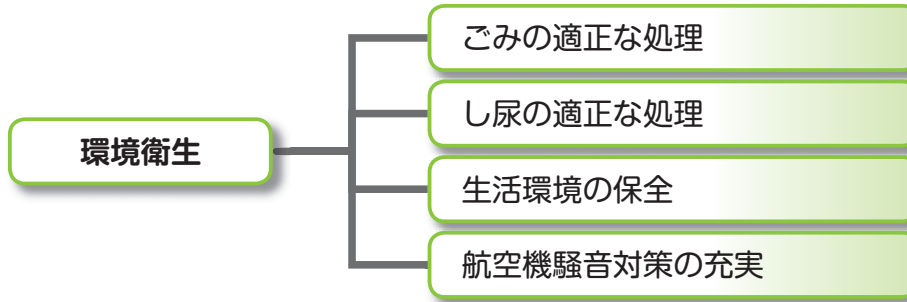 環境衛生
ごみの適正な処理
し尿の適正な処理
生活環境の保全
航空機騒音対策の充実